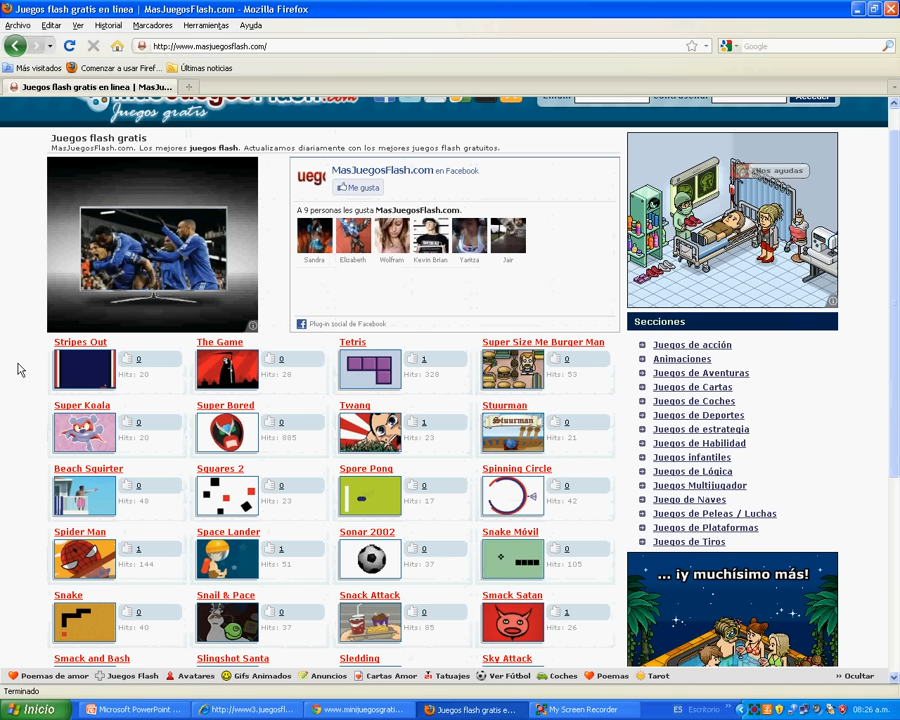 Juegos flash gratis en línea | MasJuegosFlash.com - Mozilla Firefox
Archivo Editar Ver Historial Marcadores Herramientas Ayuda
http://www.masjuegosflash.com/
Google
Más visitados Comenzar a usar Firef... Últimas noticias
Juegos flash gratis en línea | MasJu...
Juegos gratis
Acceder
Juegos flash gratis
MasJuegosFlash.com. Los mejores juegos flash. Actualizamos diariamente con los mejores juegos flash gratuitos.
MasJuegosFlash.com en Facebook
Me gusta
A 9 personas les gusta MasJuegosFlash.com.
Sandra Elizabeth Wolfram Kevin Brian Yaritza Jair
Plug-in social de Facebook
¡Nos ayudas
Secciones
Juegos de acción
Animaciones
Juegos de Aventuras
Juegos de Cartas
Juegos de Coches
Juegos de Deportes
Juegos de estrategia
Juegos de Habilidad
Juegos infantiles
Juegos de Lógica
Juegos Multijugador
Juego de Naves
Juegos de Peleas / Luchas
Juegos de Plataformas
Juegos de Tiros
... ¡y muchísimo más!
Stripes Out The Game Tetris Super Size Me Burger Man
0 0 1 0
Hits: 20 Hits: 28 Hits: 328 Hits: 53
Super Koala Super Bored Twang Stuurman
0 0 1 0
Stuurman
Hits: 20 Hits: 885 Hits: 23 Hits: 21
Beach Squirter Squares 2 Spore Pong Spinning Circle
0 0 0 0
Hits: 48 Hits: 23 Hits: 17 Hits: 42
Spider Man Space Lander Sonar 2002 Snake Móvil
1 1 0 0
Hits: 144 Hits: 51 Hits: 37 Hits: 105
Snake Snail & Pace Snack Attack Smack Satan
0 0 0 1
Hits: 40 Hits: 37 Hits: 85 Hits: 26
Smack and Bash Slingshot Santa Sledding Sky Attack
Poemas de amor Juegos Flash Avatares Gifs Animados Anuncios Cartas Amor Tatuajes Ver Fútbol Coches Poemas Tarot » Ocultar
Terminado
Inicio Microsoft PowerPoint ... http://www3.juegosfl... www.minijuegosgrati... Juegos flash gratis e... My Screen Recorder ES Escritorio » 08:26 a.m.